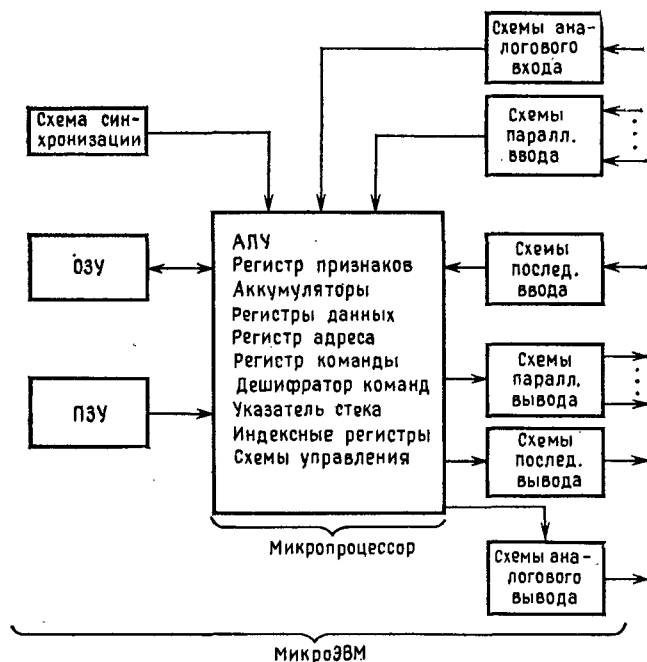 Схемы ана-
логового
входа
Схема син-
хронизации
Схемы
паралл.
ввода
ОЗУ
АЛУ
Регистр признаков
Аккумуляторы
Регистры данных
Регистр адреса
Регистр команды
Дешифратор команд
Указатель стека
Индексные регистры
Схемы управления
Схемы
послед.
ввода
ПЗУ
Схемы
паралл.
вывода
Схемы
послед.
вывода
Микропроцессор
Схемы ана-
логового
вывода
МикроЭВМ